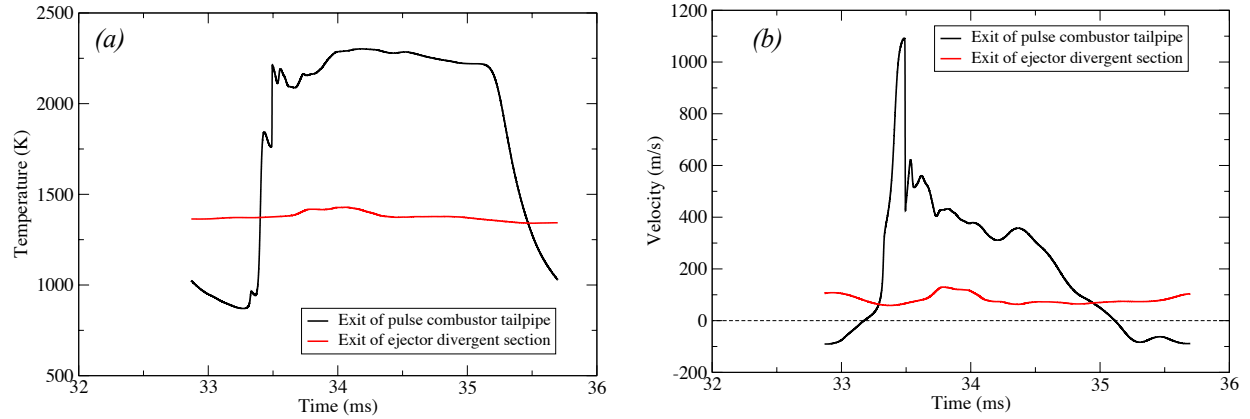 (a)
Temperature (K)
2500
2000
1500
1000
500
Exit of pulse combustor tailpipe
Exit of ejector divergent section
32
33
34
35
36
Time (ms)
(b)
Velocity (m/s)
1200
1000
800
600
400
200
0
-200
Exit of pulse combustor tailpipe
Exit of ejector divergent section
32
33
34
35
36
Time (ms)